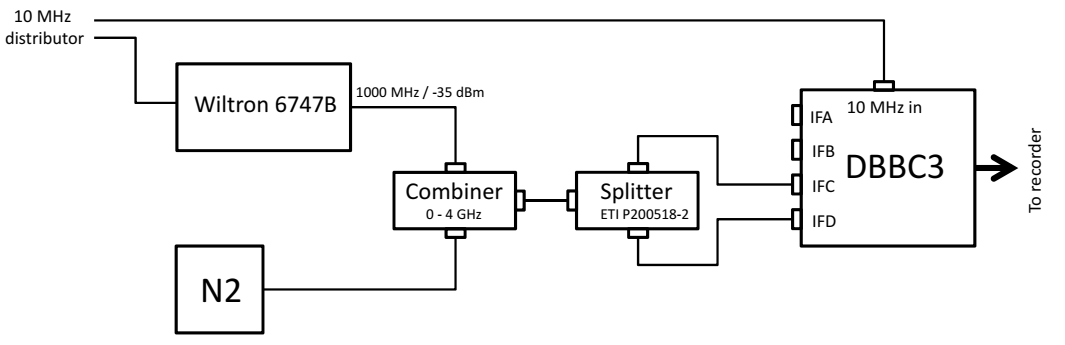 10 MHz
distributor
Wiltron 6747B
1000 MHz / -35 dBm
10 MHz in
IFA
IFB
IFC
IFD
DBBC3
To recorder
Combiner
0 - 4 GHz
Splitter
ETI P200518-2
N2